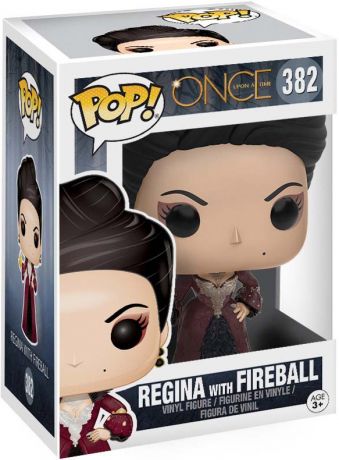 POP!
ONCE
UPON A TIME
382
REGINA WITH FIREBALL
VINYL FIGURE / FIGURINE EN VINYLE /
FIGURA DE VINIL
AGE
3+
POP!
REGINA WITH FIREBALL
382